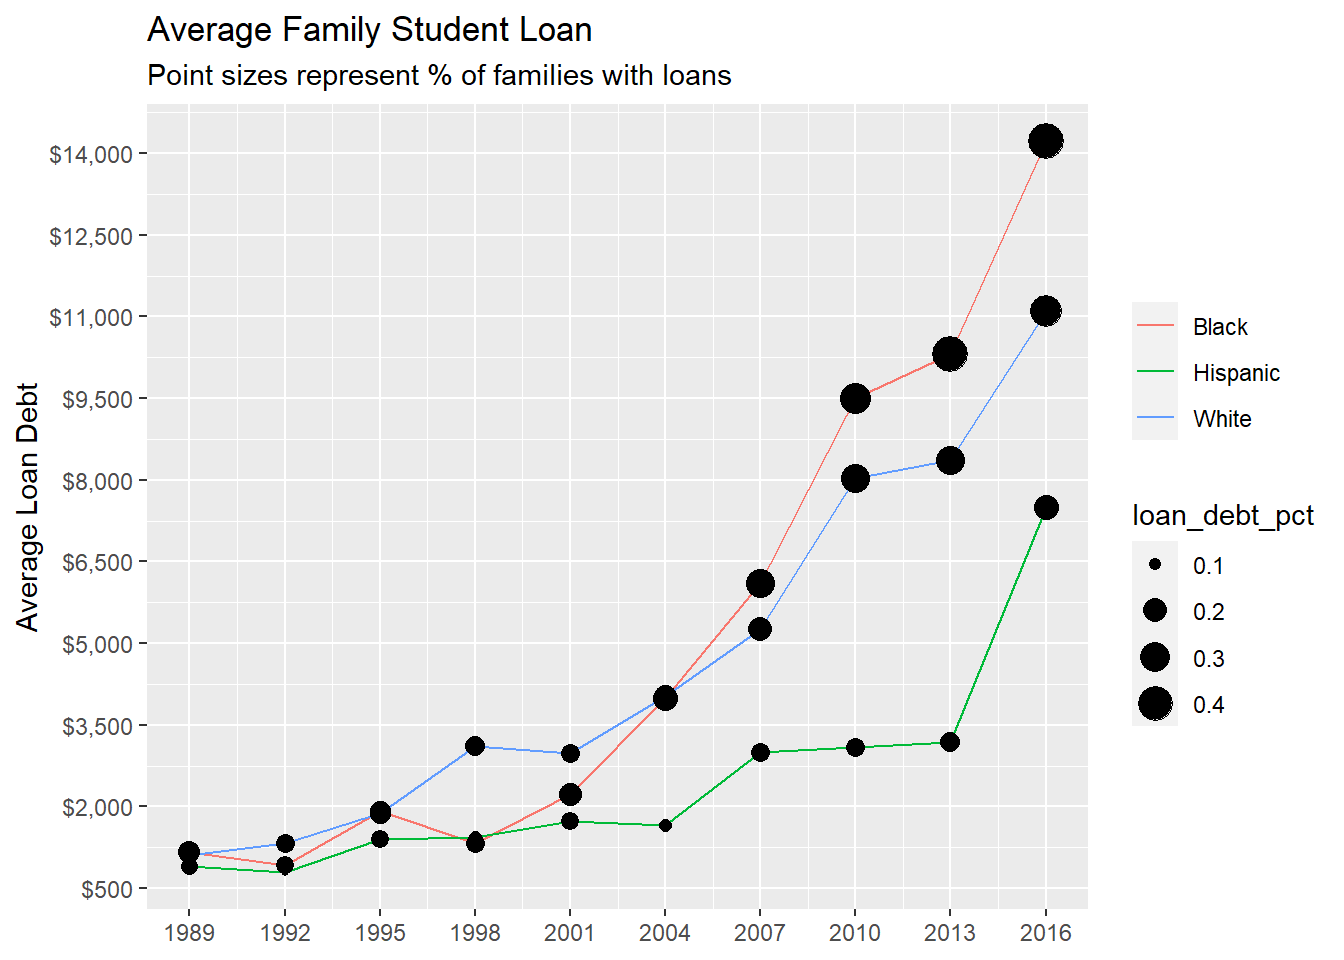 Average Family Student Loan
Point sizes represent % of families with loans
Average Loan Debt
$14,000
$12,500
$11,000
$9,500
$8,000
$6,500
$5,000
$3,500
$2,000
$500
1989 1992 1995 1998 2001 2004 2007 2010 2013 2016
Black
Hispanic
White
loan_debt_pct
0.1
0.2
0.3
0.4